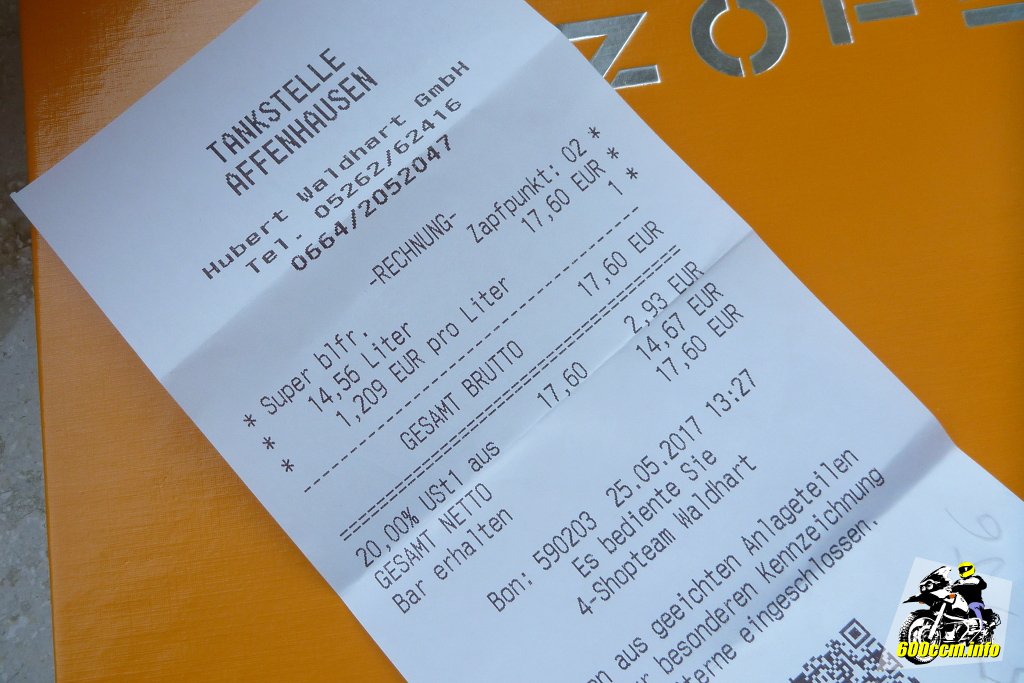 TANKSTELLE
AFFENHAUSEN
Hubert Waldhart GmbH
Tel. 05262/62416
0664/2052047
-RECHNUNG-
Zapfpunkt: 02 *
* Super blfr. 17,60 EUR *
* 14,56 Liter 1 *
* 1,209 EUR pro Liter
GESAMT BRUTTO 17,60 EUR
20,00% USt1 aus 17,60 2,93 EUR
GESAMT NETTO 14,67 EUR
Bar erhalten 17,60 EUR
Bon: 590203 25.05.2017 13:27
Es bediente Sie
4-Shopteam Waldhart
en aus geeichten Anlageteilen
r besonderen Kennzeichnung
terne eingeschlossen.
600ccm.info